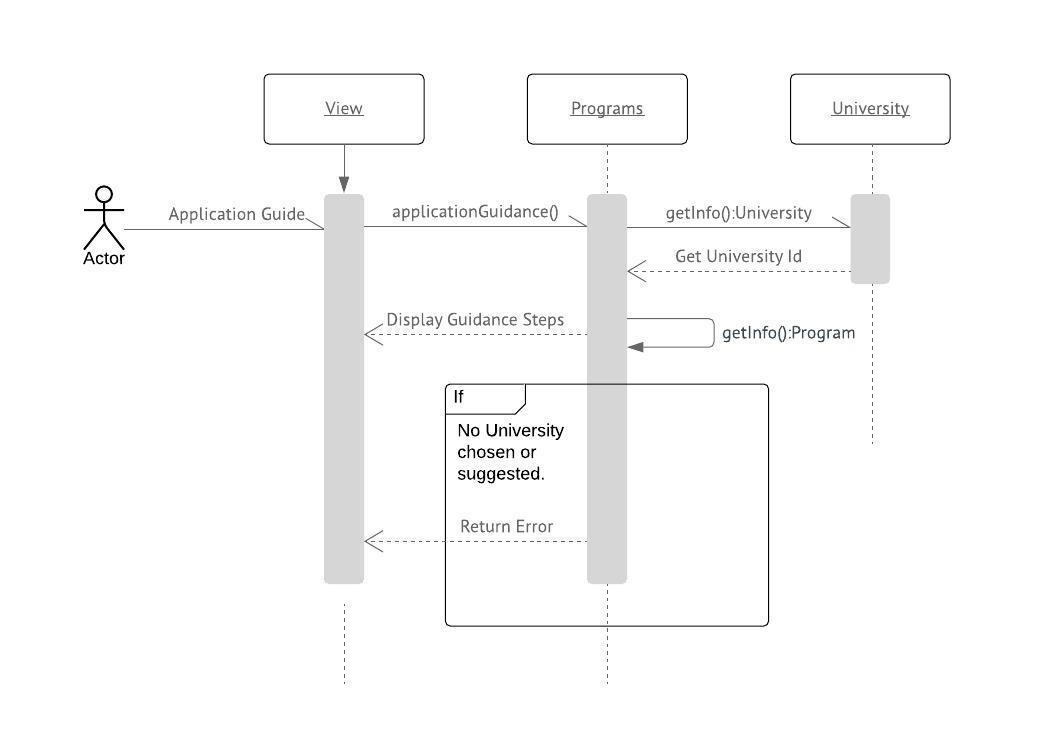 View
Programs
University
Application Guide
applicationGuidance()
getInfo():University
Actor
Get University Id
Display Guidance Steps
getInfo():Program
If
No University
chosen or
suggested.
Return Error